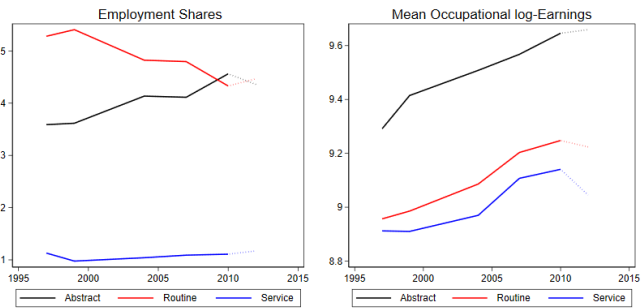 Employment Shares
5
4
3
2
1
1995 2000 2005 2010 2015
Abstract Routine Service
Mean Occupational log-Earnings
9.6
9.4
9.2
9
8.8
1995 2000 2005 2010 2015
Abstract Routine Service